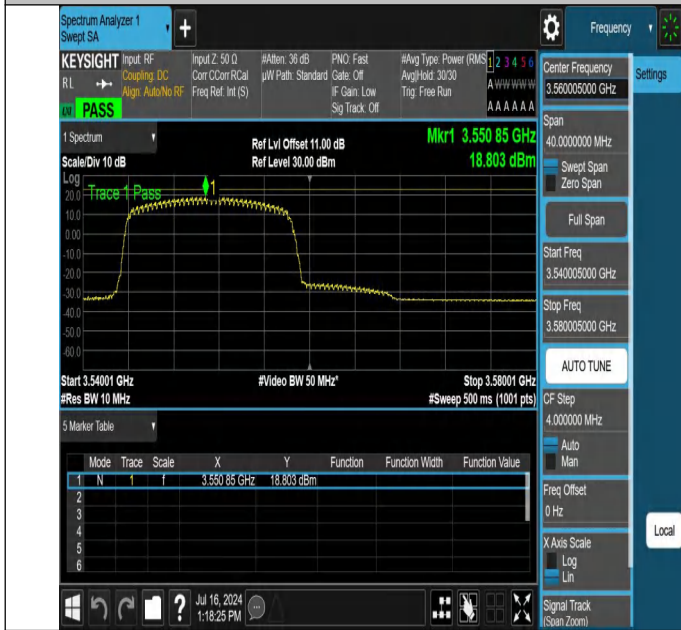 Spectrum Analyzer 1
Swept SA
Frequency
KEYSIGHT
RL
PASS
Input: RF
Coupling: DC
Align: Auto/No RF
Input Z: 50 Ω
Corr CCorr RCal
Freq Ref: Int (S)
#Atten: 36 dB
µW Path: Standard
PNO: Fast
Gate: Off
IF Gain: Low
Sig Track: Off
#Avg Type: Power (RMS
Avg|Hold: 30/30
Trig: Free Run
1 2 3 4 5 6
A W W W W W
A A A A A A
1 Spectrum
Scale/Div 10 dB
Ref Lvl Offset 11.00 dB
Ref Level 30.00 dBm
Mkr1 3.550 85 GHz
18.803 dBm
Log
Trace 1 Pass
1
20.0
10.0
0.00
-10.0
-20.0
-30.0
-40.0
-50.0
-60.0
Start 3.54001 GHz
#Video BW 50 MHz*
Stop 3.58001 GHz
#Res BW 10 MHz
#Sweep 500 ms (1001 pts)
5 Marker Table
Mode Trace Scale X Y Function Function Width Function Value
1 N 1 f 3.550 85 GHz 18.803 dBm
2
3
4
5
6
Jul 16, 2024
1:18:25 PM
Center Frequency
3.560005000 GHz
Settings
Span
40.0000000 MHz
Swept Span
Zero Span
Full Span
Start Freq
3.540005000 GHz
Stop Freq
3.580005000 GHz
AUTO TUNE
CF Step
4.000000 MHz
Auto
Man
Freq Offset
0 Hz
Local
X Axis Scale
Log
Lin
Signal Track
(Span Zoom)